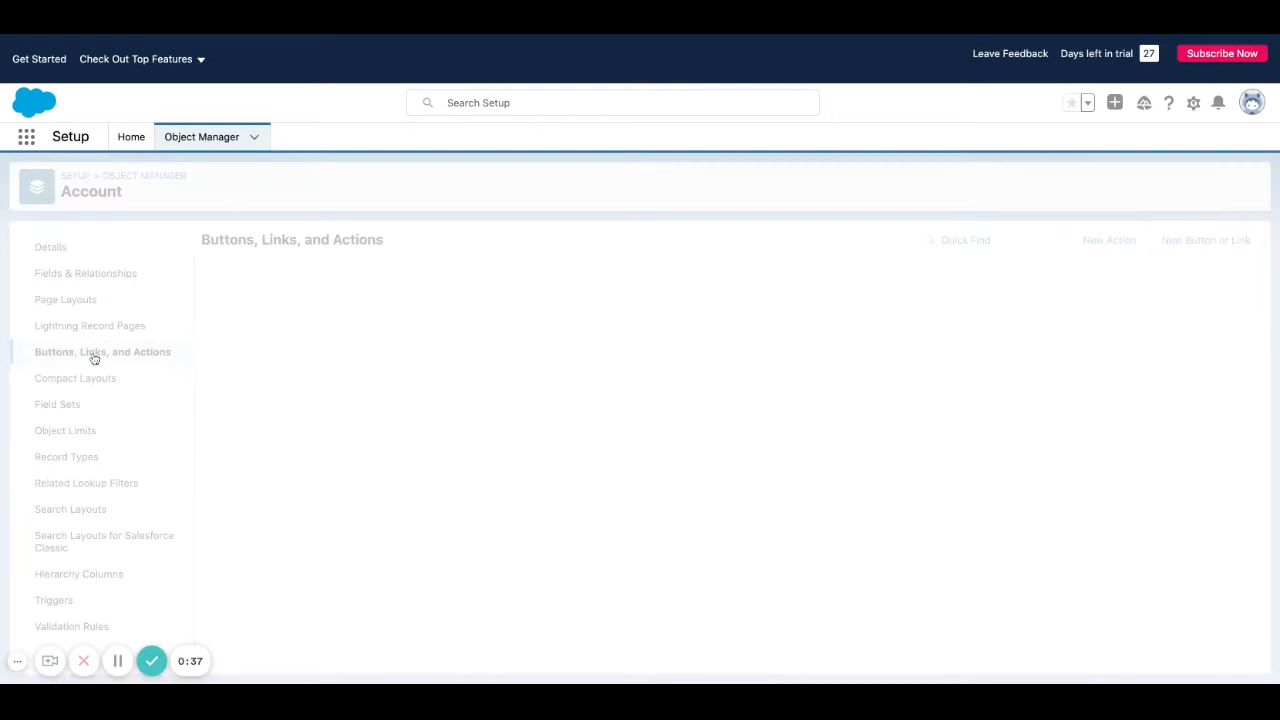 Get Started
Check Out Top Features
Leave Feedback
Days left in trial
27
Subscribe Now
Search Setup
Setup
Home
Object Manager
SETUP > OBJECT MANAGER
Account
Details
Fields & Relationships
Page Layouts
Lightning Record Pages
Buttons, Links, and Actions
Compact Layouts
Field Sets
Object Limits
Record Types
Related Lookup Filters
Search Layouts
Search Layouts for Salesforce
Classic
Hierarchy Columns
Triggers
Validation Rules
Buttons, Links, and Actions
Quick Find
New Action
New Button or Link
0:37